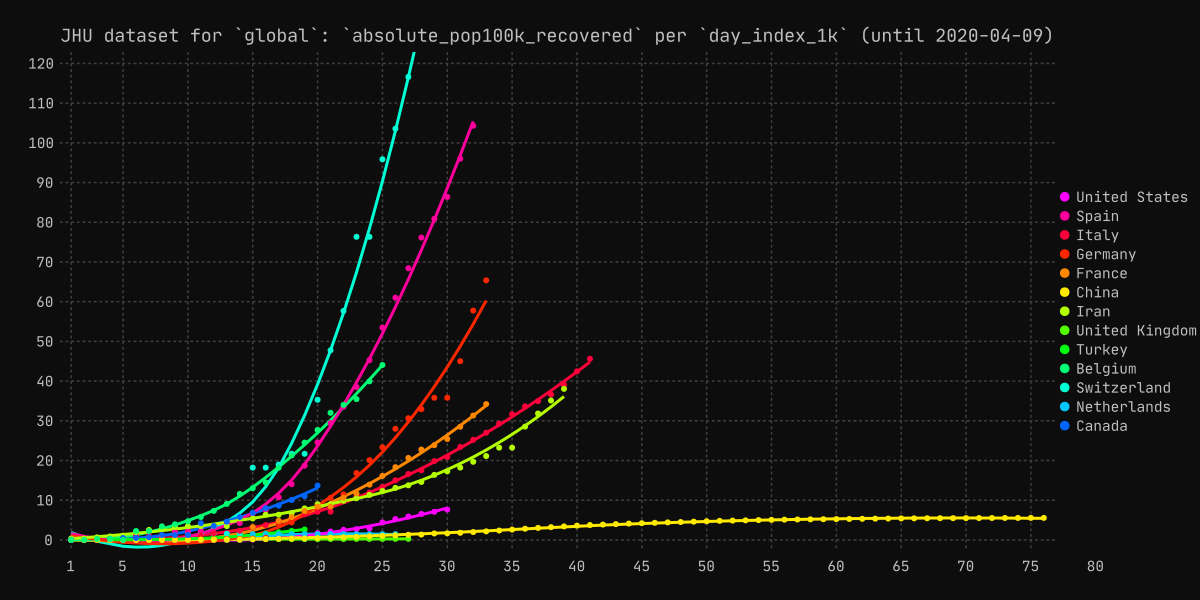 JHU dataset for `global`: `absolute_pop100k_recovered` per `day_index_1k` (until 2020-04-09)
120
110
100
90
80
70
60
50
40
30
20
10
0
1 5 10 15 20 25 30 35 40 45 50 55 60 65 70 75 80
United States
Spain
Italy
Germany
France
China
Iran
United Kingdom
Turkey
Belgium
Switzerland
Netherlands
Canada